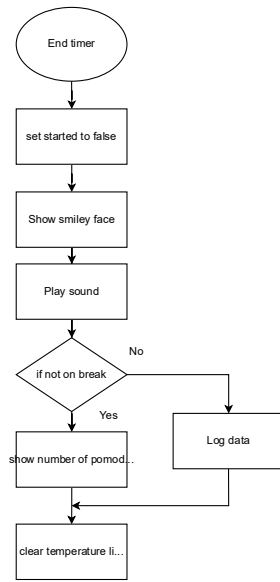 End timer
set started to false
Show smiley face
Play sound
No
if not on break
Yes
Log data
show number of pomod...
clear temperature li...